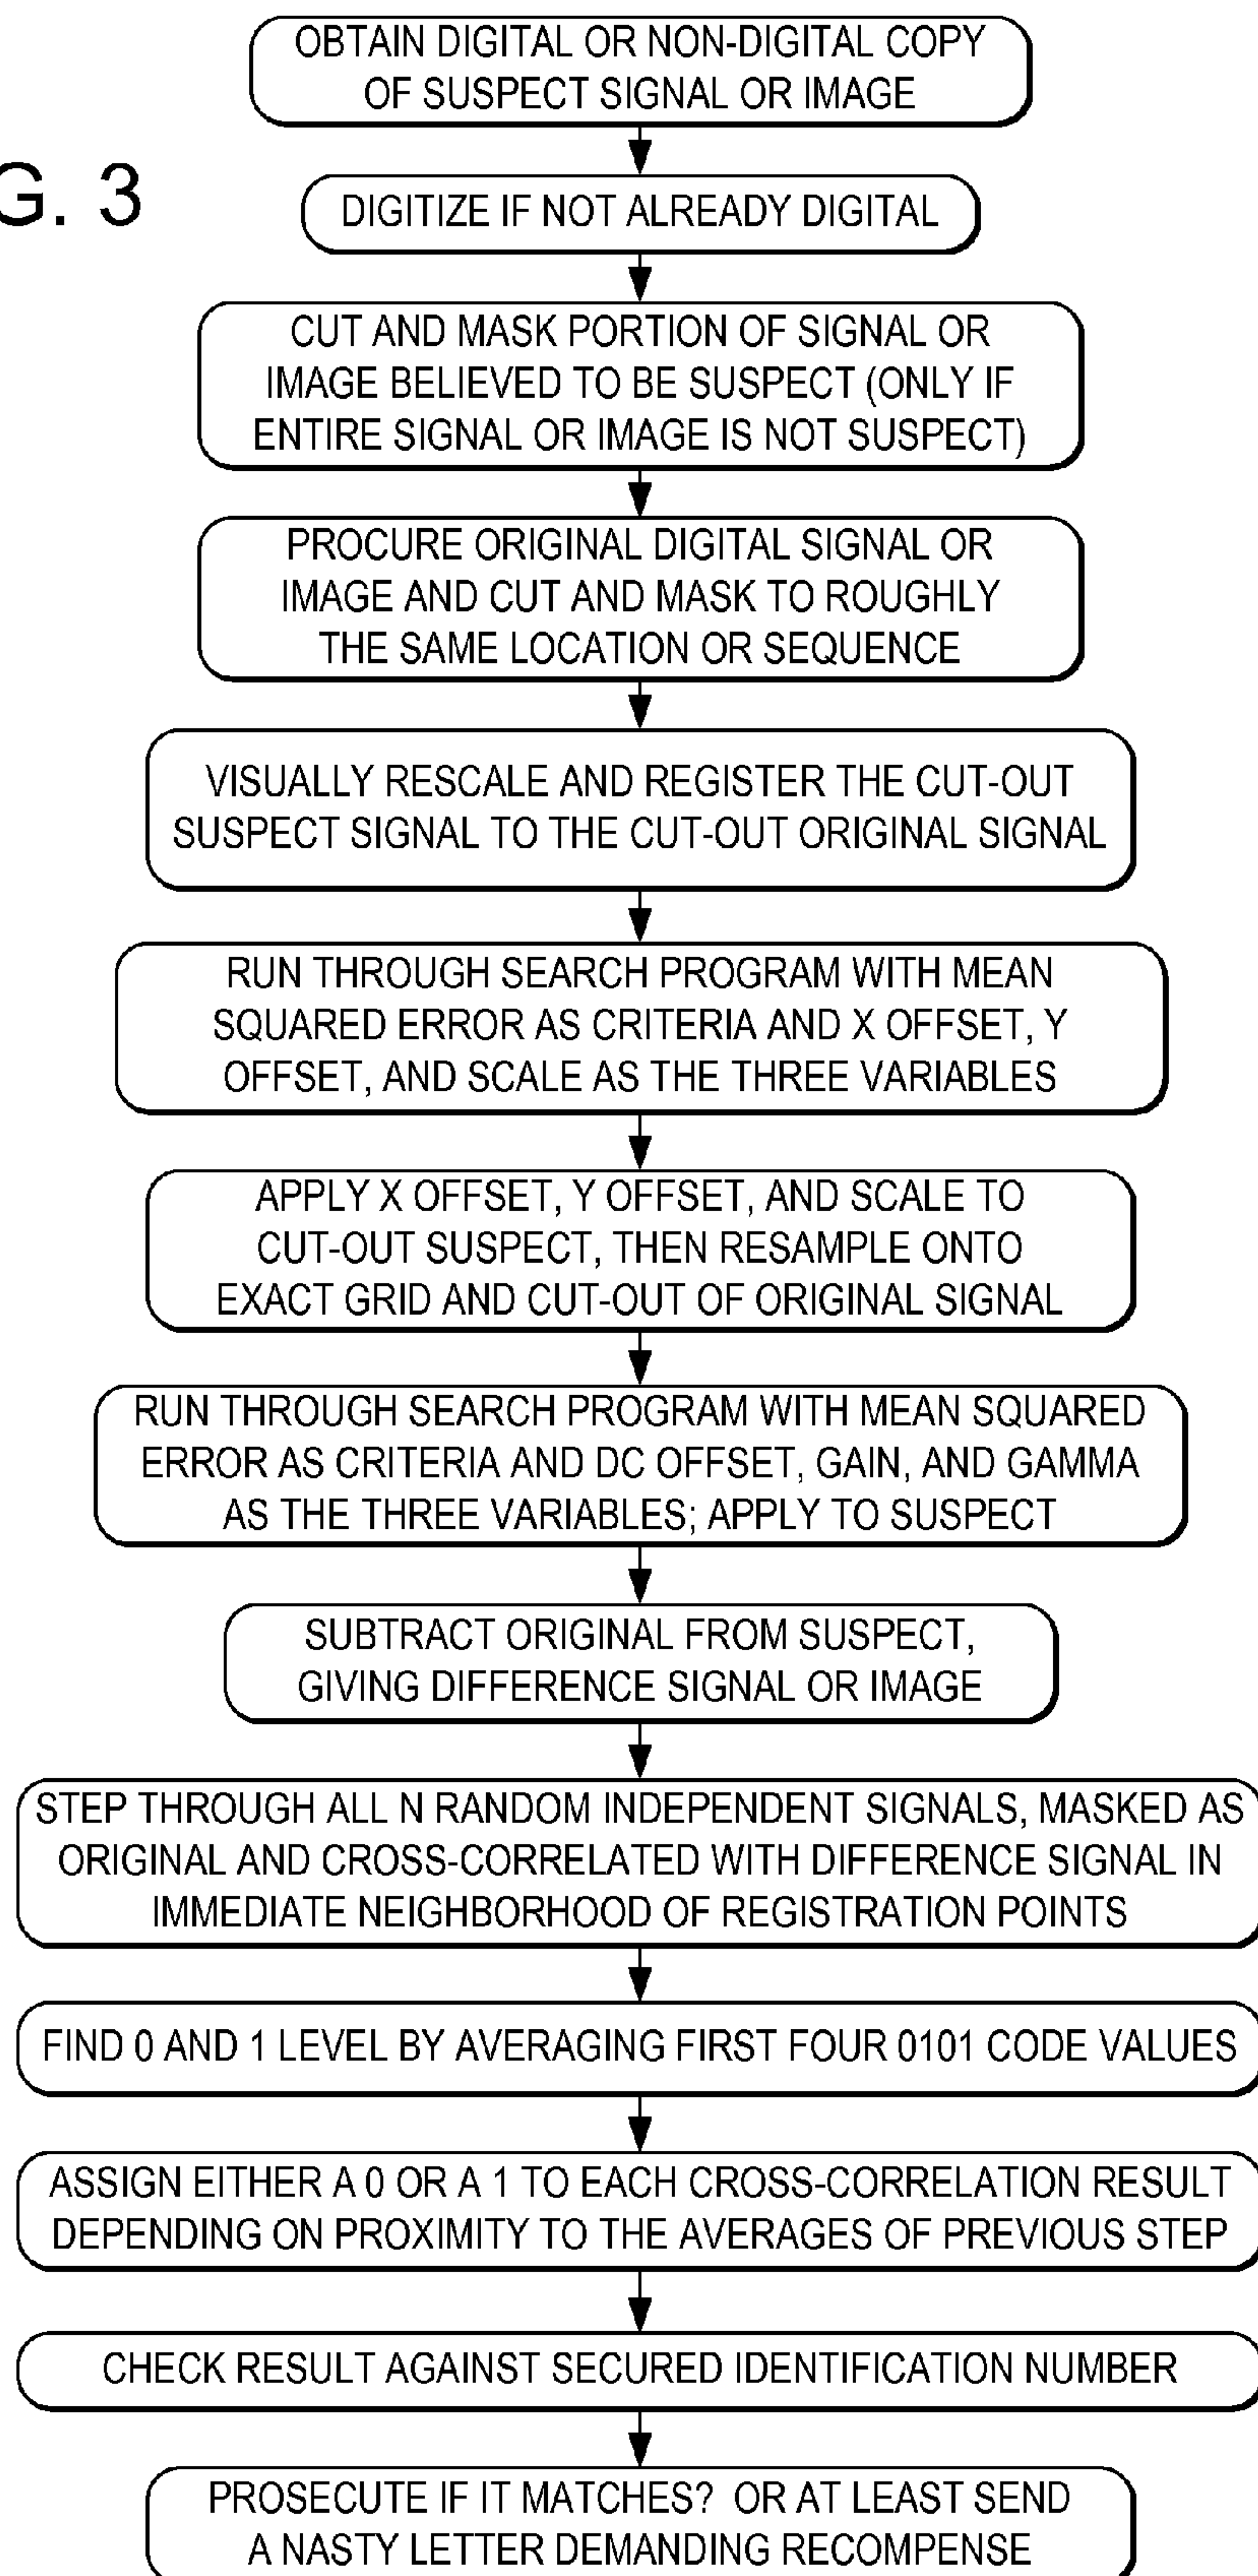 OBTAIN DIGITAL OR NON-DIGITAL COPY
OF SUSPECT SIGNAL OR IMAGE
G. 3
DIGITIZE IF NOT ALREADY DIGITAL
CUT AND MASK PORTION OF SIGNAL OR
IMAGE BELIEVED TO BE SUSPECT (ONLY IF
ENTIRE SIGNAL OR IMAGE IS NOT SUSPECT)
PROCURE ORIGINAL DIGITAL SIGNAL OR
IMAGE AND CUT AND MASK TO ROUGHLY
THE SAME LOCATION OR SEQUENCE
VISUALLY RESCALE AND REGISTER THE CUT-OUT
SUSPECT SIGNAL TO THE CUT-OUT ORIGINAL SIGNAL
RUN THROUGH SEARCH PROGRAM WITH MEAN
SQUARED ERROR AS CRITERIA AND X OFFSET, Y
OFFSET, AND SCALE AS THE THREE VARIABLES
APPLY X OFFSET, Y OFFSET, AND SCALE TO
CUT-OUT SUSPECT, THEN RESAMPLE ONTO
EXACT GRID AND CUT-OUT OF ORIGINAL SIGNAL
RUN THROUGH SEARCH PROGRAM WITH MEAN SQUARED
ERROR AS CRITERIA AND DC OFFSET, GAIN, AND GAMMA
AS THE THREE VARIABLES; APPLY TO SUSPECT
SUBTRACT ORIGINAL FROM SUSPECT,
GIVING DIFFERENCE SIGNAL OR IMAGE
STEP THROUGH ALL N RANDOM INDEPENDENT SIGNALS, MASKED AS
ORIGINAL AND CROSS-CORRELATED WITH DIFFERENCE SIGNAL IN
IMMEDIATE NEIGHBORHOOD OF REGISTRATION POINTS
FIND 0 AND 1 LEVEL BY AVERAGING FIRST FOUR 0101 CODE VALUES
ASSIGN EITHER A 0 OR A 1 TO EACH CROSS-CORRELATION RESULT
DEPENDING ON PROXIMITY TO THE AVERAGES OF PREVIOUS STEP
CHECK RESULT AGAINST SECURED IDENTIFICATION NUMBER
PROSECUTE IF IT MATCHES? OR AT LEAST SEND
A NASTY LETTER DEMANDING RECOMPENSE